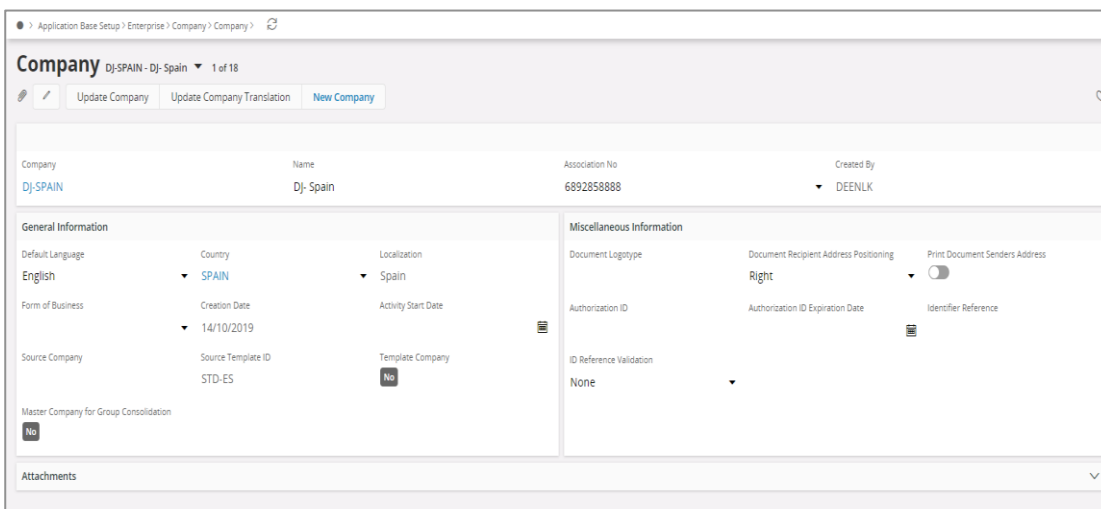 > Application Base Setup > Enterprise > Company > Company >
Company DJ-SPAIN - DJ- Spain 1 of 18
Update Company Update Company Translation New Company
Company Name Association No Created By
DJ-SPAIN DJ- Spain 6892858888 DEENLK
General Information Miscellaneous Information
Default Language Country Localization Document Logotype Document Recipient Address Positioning Print Document Senders Address
English SPAIN Spain Right
Form of Business Creation Date Activity Start Date Authorization ID Authorization ID Expiration Date Identifier Reference
14/10/2019
Source Company Source Template ID Template Company ID Reference Validation
STD-ES No None
Master Company for Group Consolidation
No
Attachments